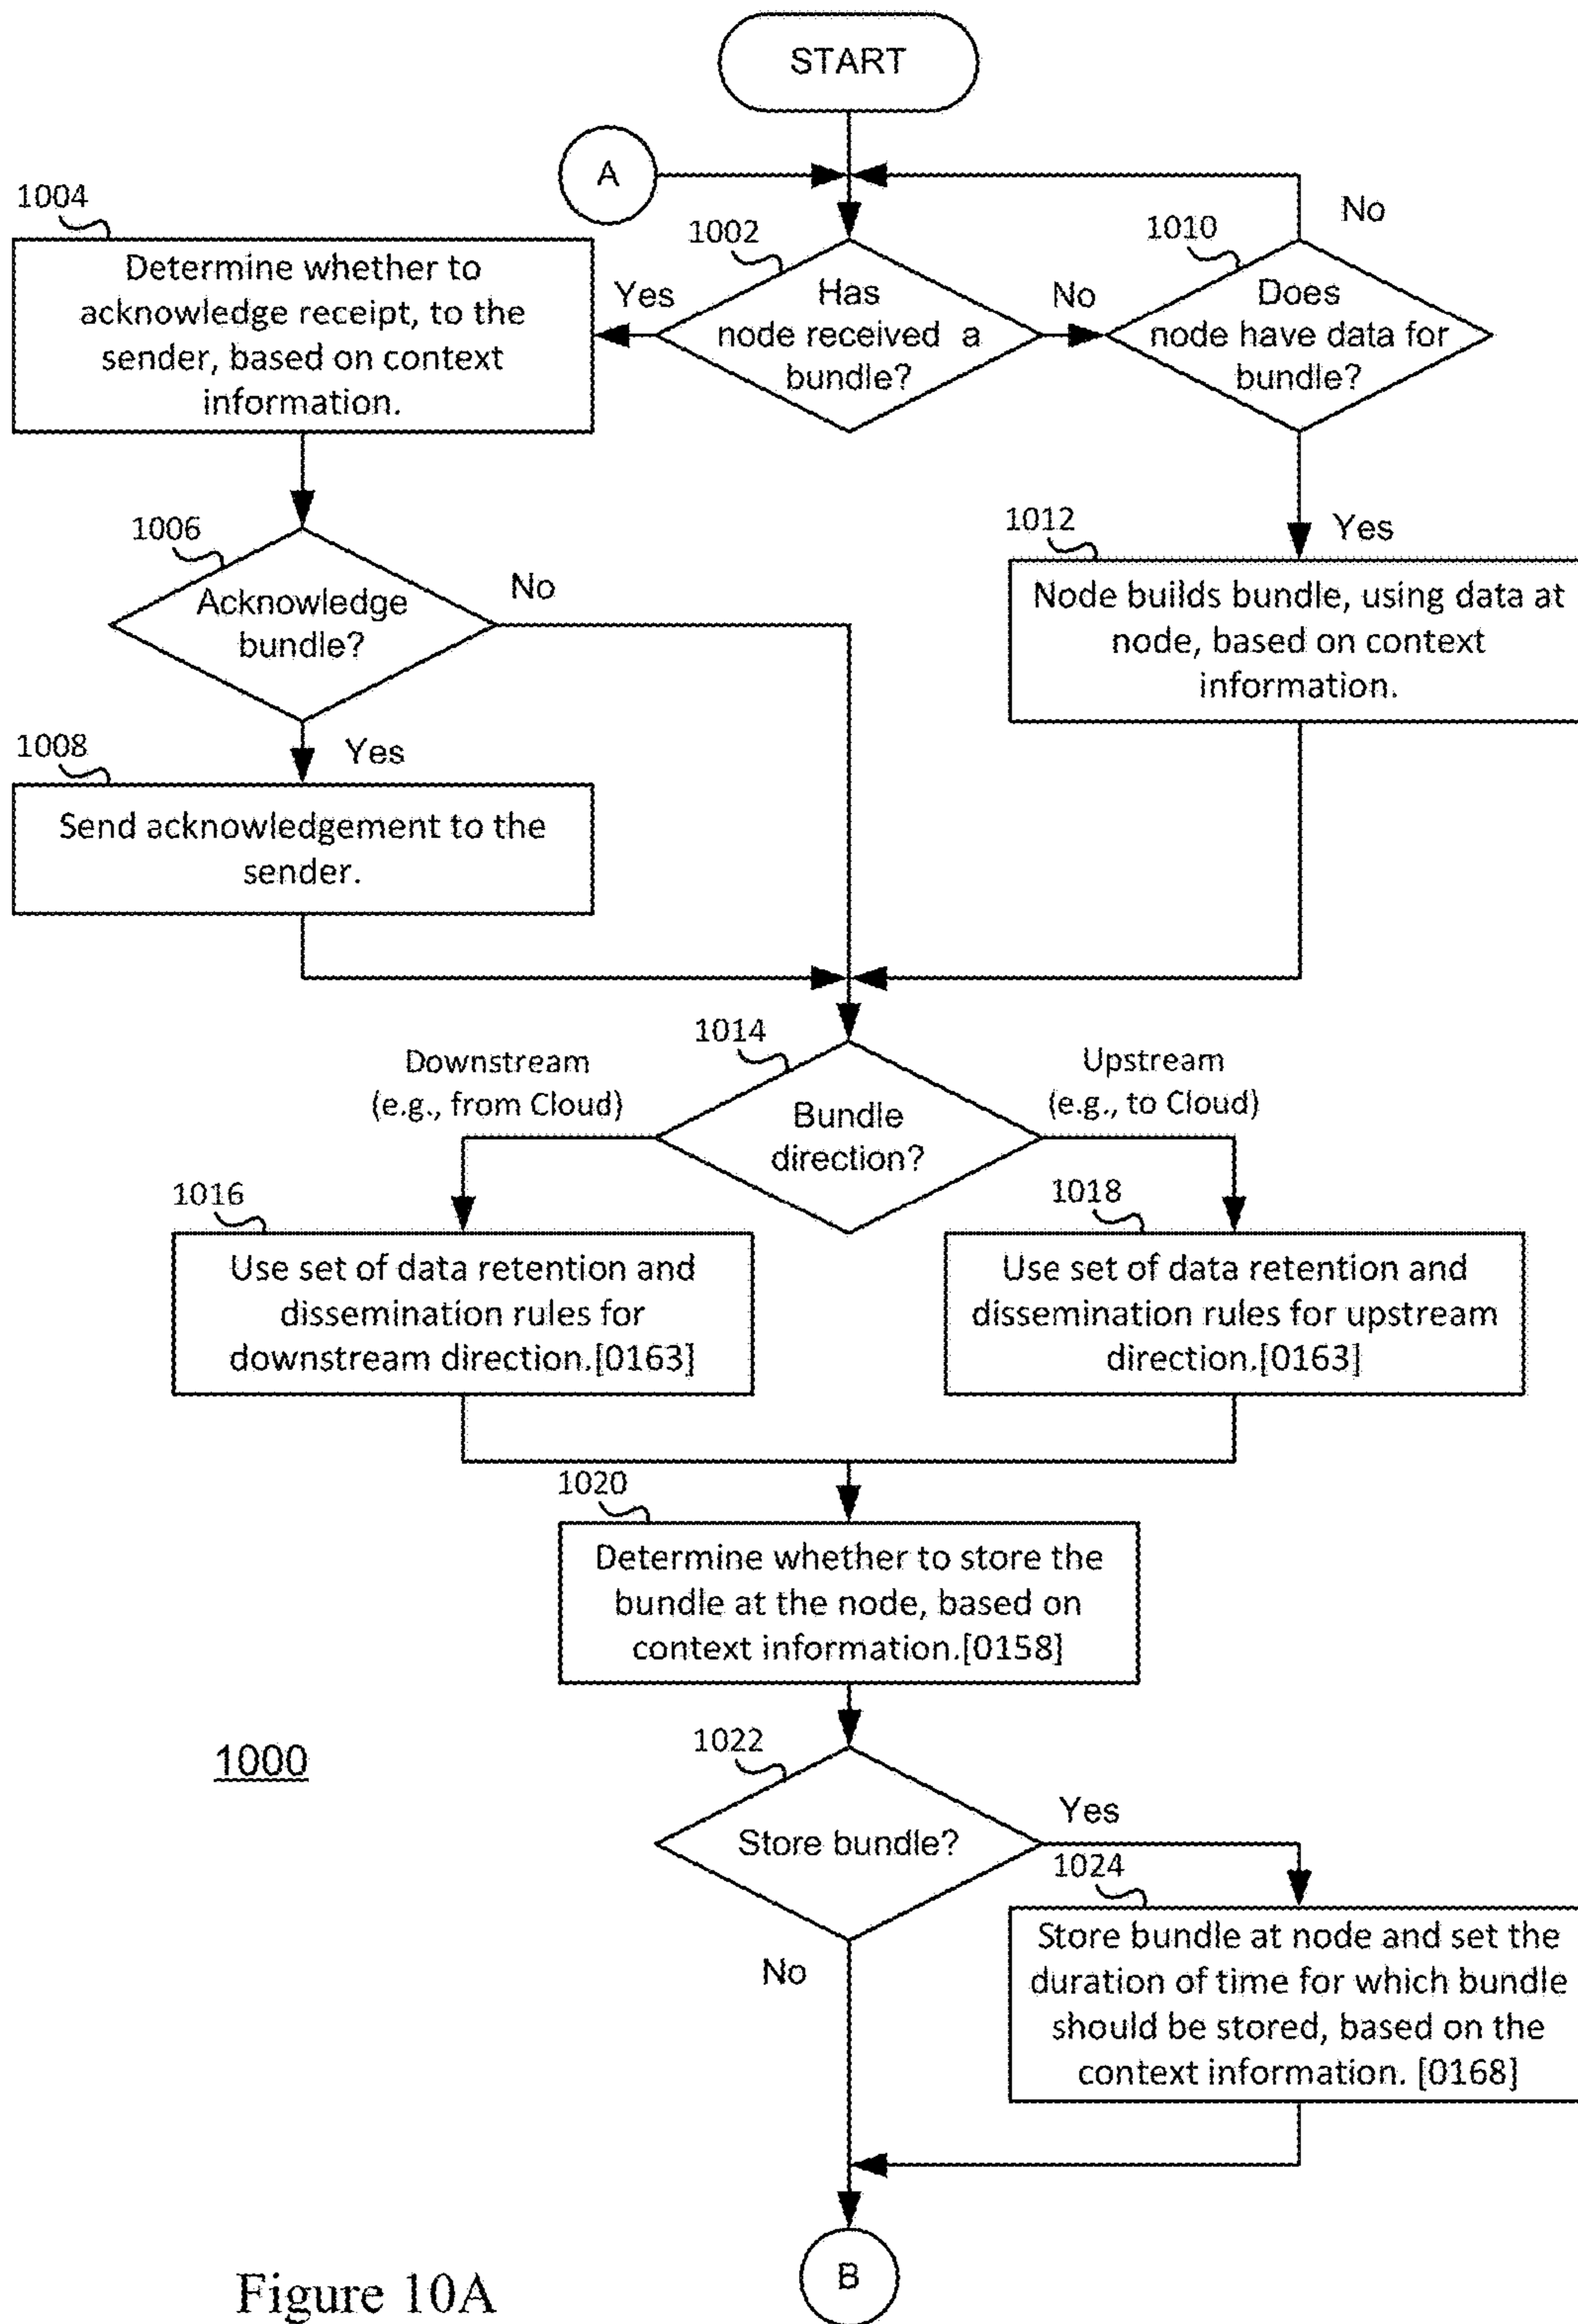 START
A
1004
Determine whether to
acknowledge receipt, to the
sender, based on context
information.
Yes
1002
Has
node received a
bundle?
No
1010
Does
node have data for
bundle?
No
1006
Acknowledge
bundle?
No
Yes
1012
Node builds bundle, using data at
node, based on context
information.
Yes
1008
Send acknowledgement to the
sender.
1014
Bundle
direction?
Downstream
(e.g., from Cloud)
Upstream
(e.g., to Cloud)
1016
Use set of data retention and
dissemination rules for
downstream direction.[0163]
1018
Use set of data retention and
dissemination rules for upstream
direction.[0163]
1020
Determine whether to store the
bundle at the node, based on
context information.[0158]
1000
1022
Store bundle?
Yes
No
1024
Store bundle at node and set the
duration of time for which bundle
should be stored, based on the
context information. [0168]
B
Figure 10A